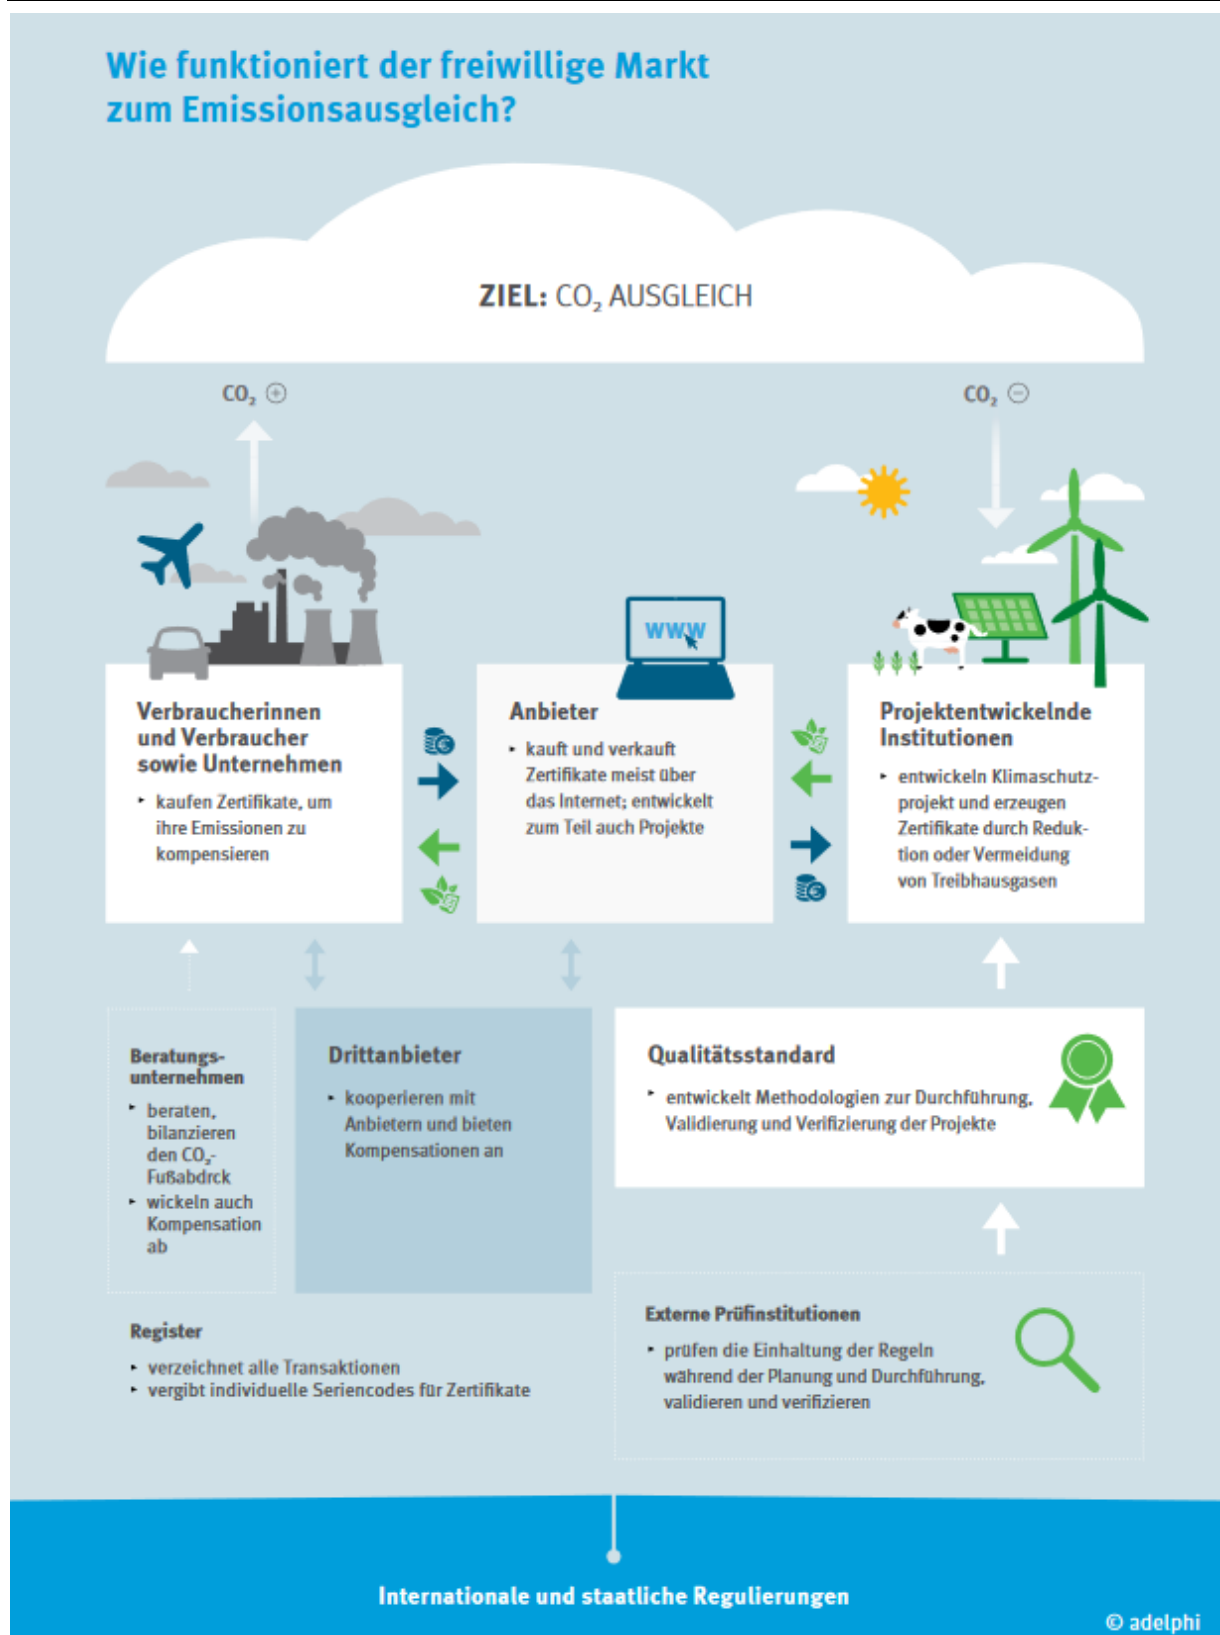 Wie funktioniert der freiwillige Markt
zum Emissionsausgleich?
ZIEL: CO₂ AUSGLEICH
CO₂ +
CO₂ −
www
Verbraucherinnen
und Verbraucher
sowie Unternehmen
‣ kaufen Zertifikate, um
ihre Emissionen zu
kompensieren
Anbieter
‣ kauft und verkauft
Zertifikate meist über
das Internet; entwickelt
zum Teil auch Projekte
Projektentwickelnde
Institutionen
‣ entwickeln Klimaschutz-
projekt und erzeugen
Zertifikate durch Reduk-
tion oder Vermeidung
von Treibhausgasen
Beratungs-
unternehmen
‣ beraten,
bilanzieren
den CO₂-
Fußabdrck
‣ wickeln auch
Kompensation
ab
Drittanbieter
‣ kooperieren mit
Anbietern und bieten
Kompensationen an
Qualitätsstandard
‣ entwickelt Methodologien zur Durchführung,
Validierung und Verifizierung der Projekte
Register
‣ verzeichnet alle Transaktionen
‣ vergibt individuelle Seriencodes für Zertifikate
Externe Prüfinstitutionen
‣ prüfen die Einhaltung der Regeln
während der Planung und Durchführung,
validieren und verifizieren
Internationale und staatliche Regulierungen
© adelphi